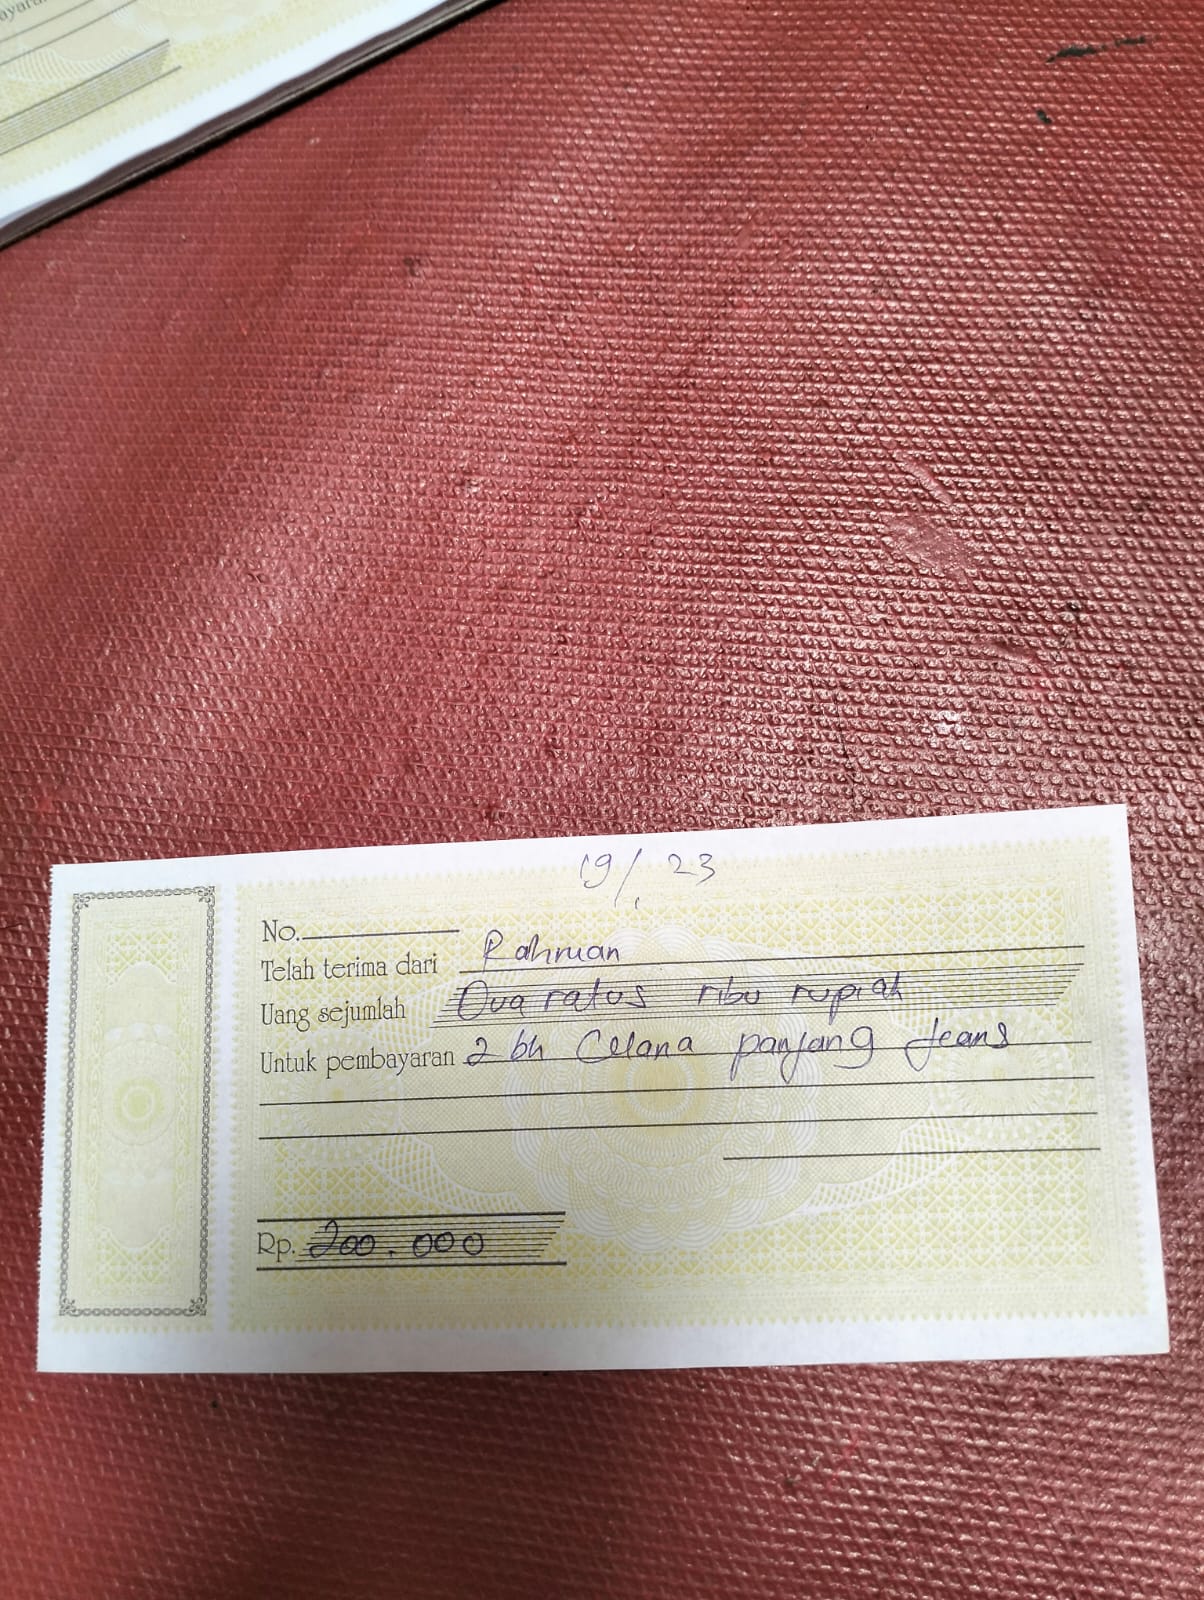 ayara
19/ 23
No.
Telah terima dari Rahman
Uang sejumlah Dua ratus ribu rupiah
Untuk pembayaran 2 bh Celana panjang Jeans
Rp. 200.000